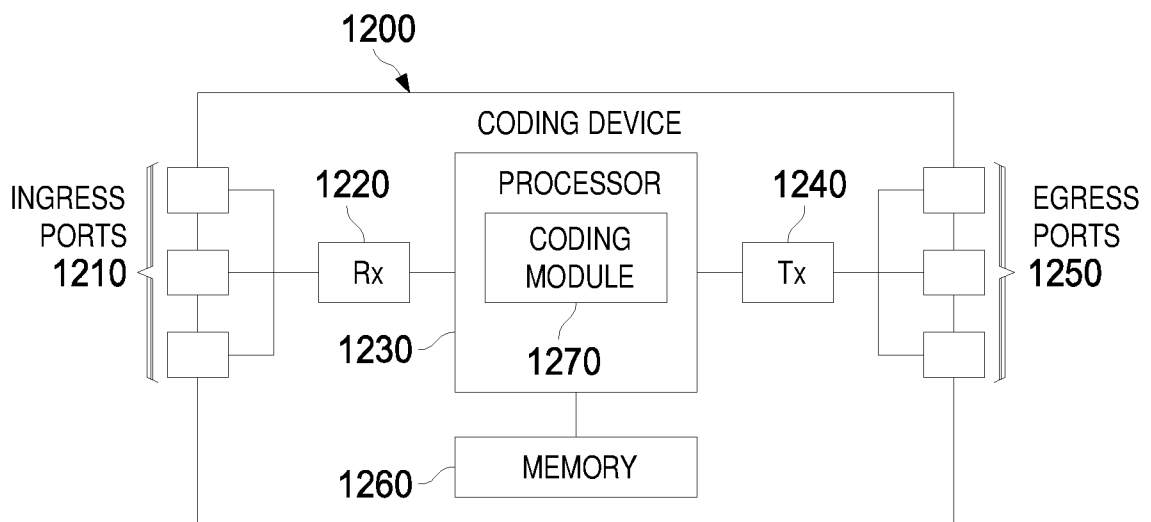 1200
CODING DEVICE
INGRESS
PORTS
1210
1220
Rx
PROCESSOR
CODING
MODULE
1270
1230
1240
Tx
EGRESS
PORTS
1250
MEMORY
1260